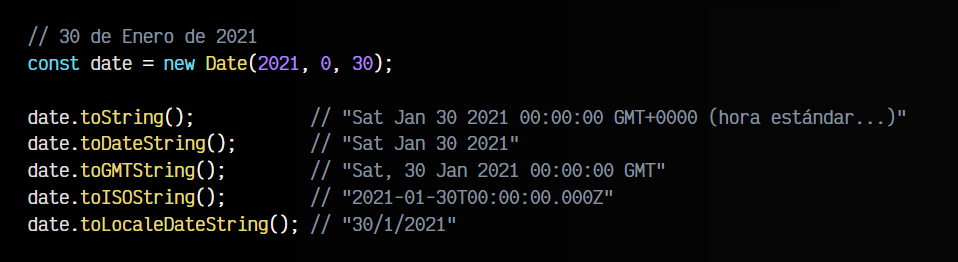 // 30 de Enero de 2021
const date = new Date(2021, 0, 30);
date.toString(); // "Sat Jan 30 2021 00:00:00 GMT+0000 (hora estándar...)"
date.toDateString(); // "Sat Jan 30 2021"
date.toGMTString(); // "Sat, 30 Jan 2021 00:00:00 GMT"
date.toISOString(); // "2021-01-30T00:00:00.000Z"
date.toLocaleDateString(); // "30/1/2021"